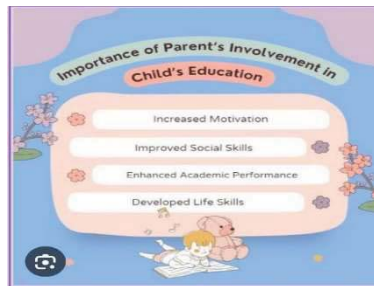 Importance of Parent's Involvement in
Child's Education
Increased Motivation
Improved Social Skills
Enhanced Academic Performance
Developed Life Skills